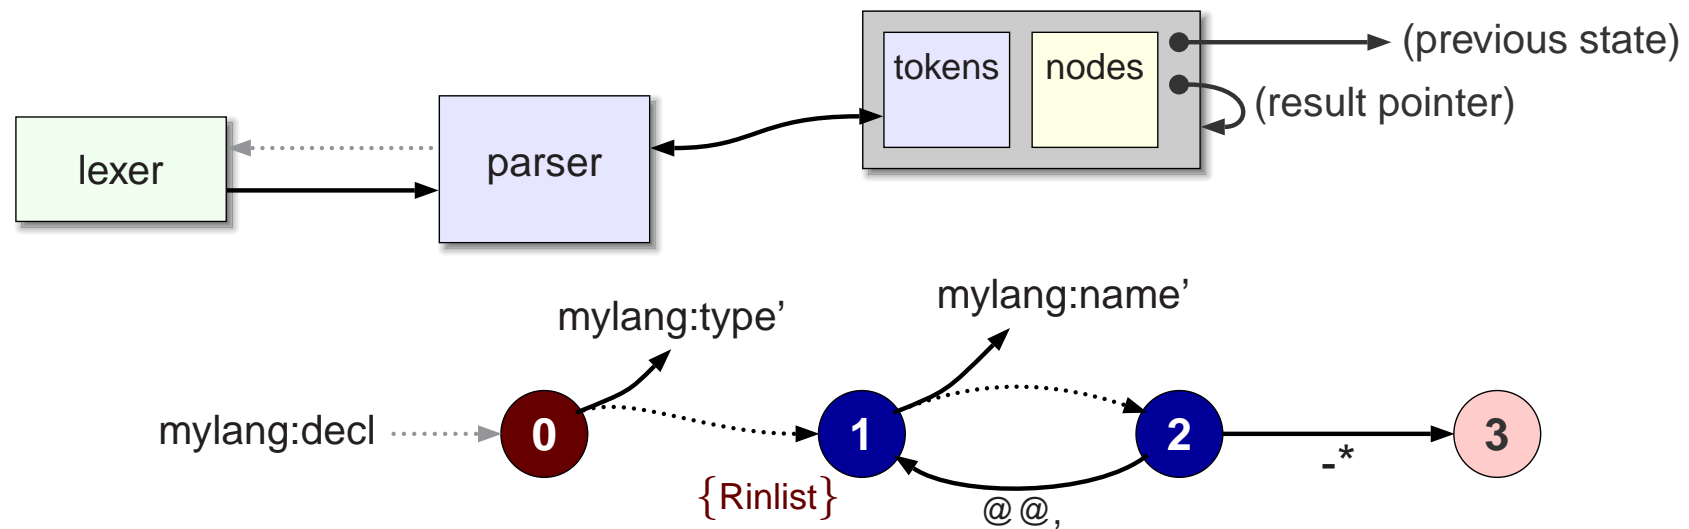 tokens nodes (previous state)
(result pointer)
lexer parser
mylang:type’ mylang:name’
mylang:decl 0 1 2 3
-*
{Rinlist} @@,